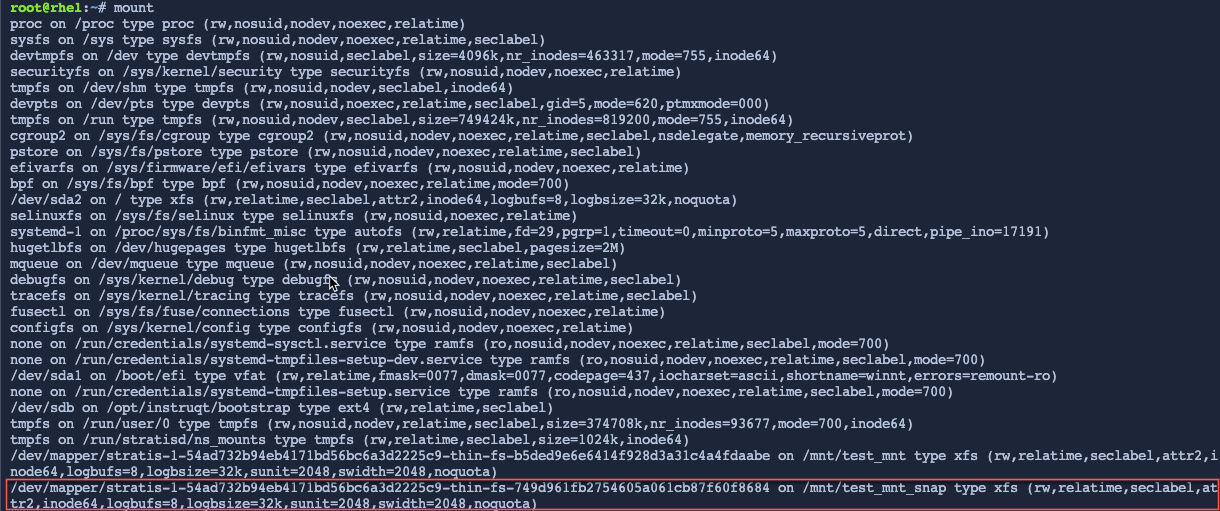 root@rhel:~# mount
proc on /proc type proc (rw,nosuid,nodev,noexec,relatime)
sysfs on /sys type sysfs (rw,nosuid,nodev,noexec,relatime,seclabel)
devtmpfs on /dev type devtmpfs (rw,nosuid,seclabel,size=4096k,nr_inodes=463317,mode=755,inode64)
securityfs on /sys/kernel/security type securityfs (rw,nosuid,nodev,noexec,relatime)
tmpfs on /dev/shm type tmpfs (rw,nosuid,nodev,seclabel,inode64)
devpts on /dev/pts type devpts (rw,nosuid,noexec,relatime,seclabel,gid=5,mode=620,ptmxmode=000)
tmpfs on /run type tmpfs (rw,nosuid,nodev,seclabel,size=749424k,nr_inodes=819200,mode=755,inode64)
cgroup2 on /sys/fs/cgroup type cgroup2 (rw,nosuid,nodev,noexec,relatime,seclabel,nsdelegate,memory_recursiveprot)
pstore on /sys/fs/pstore type pstore (rw,nosuid,nodev,noexec,relatime,seclabel)
efivarfs on /sys/firmware/efi/efivars type efivarfs (rw,nosuid,nodev,noexec,relatime)
bpf on /sys/fs/bpf type bpf (rw,nosuid,nodev,noexec,relatime,mode=700)
/dev/sda2 on / type xfs (rw,relatime,seclabel,attr2,inode64,logbufs=8,logbsize=32k,noquota)
selinuxfs on /sys/fs/selinux type selinuxfs (rw,nosuid,noexec,relatime)
systemd-1 on /proc/sys/fs/binfmt_misc type autofs (rw,relatime,fd=29,pgrp=1,timeout=0,minproto=5,maxproto=5,direct,pipe_ino=17191)
hugetlbfs on /dev/hugepages type hugetlbfs (rw,relatime,seclabel,pagesize=2M)
mqueue on /dev/mqueue type mqueue (rw,nosuid,nodev,noexec,relatime,seclabel)
debugfs on /sys/kernel/debug type debugfs (rw,nosuid,nodev,noexec,relatime,seclabel)
tracefs on /sys/kernel/tracing type tracefs (rw,nosuid,nodev,noexec,relatime,seclabel)
fusectl on /sys/fs/fuse/connections type fusectl (rw,nosuid,nodev,noexec,relatime)
configfs on /sys/kernel/config type configfs (rw,nosuid,nodev,noexec,relatime)
none on /run/credentials/systemd-sysctl.service type ramfs (ro,nosuid,nodev,noexec,relatime,seclabel,mode=700)
none on /run/credentials/systemd-tmpfiles-setup-dev.service type ramfs (ro,nosuid,nodev,noexec,relatime,seclabel,mode=700)
/dev/sda1 on /boot/efi type vfat (rw,relatime,fmask=0077,dmask=0077,codepage=437,iocharset=ascii,shortname=winnt,errors=remount-ro)
none on /run/credentials/systemd-tmpfiles-setup.service type ramfs (ro,nosuid,nodev,noexec,relatime,seclabel,mode=700)
/dev/sdb on /opt/instruqt/bootstrap type ext4 (rw,relatime,seclabel)
tmpfs on /run/user/0 type tmpfs (rw,nosuid,nodev,relatime,seclabel,size=374708k,nr_inodes=93677,mode=700,inode64)
tmpfs on /run/stratisd/ns_mounts type tmpfs (rw,relatime,seclabel,size=1024k,inode64)
/dev/mapper/stratis-1-54ad732b94eb4171bd56bc6a3d2225c9-thin-fs-b5ded9e6e6414f928d3a31c4a4fdaabe on /mnt/test_mnt type xfs (rw,relatime,seclabel,attr2,i
node64,logbufs=8,logbsize=32k,sunit=2048,swidth=2048,noquota)
/dev/mapper/stratis-1-54ad732b94eb4171bd56bc6a3d2225c9-thin-fs-749d961fb2754605a061cb87f60f8684 on /mnt/test_mnt_snap type xfs (rw,relatime,seclabel,at
tr2,inode64,logbufs=8,logbsize=32k,sunit=2048,swidth=2048,noquota)